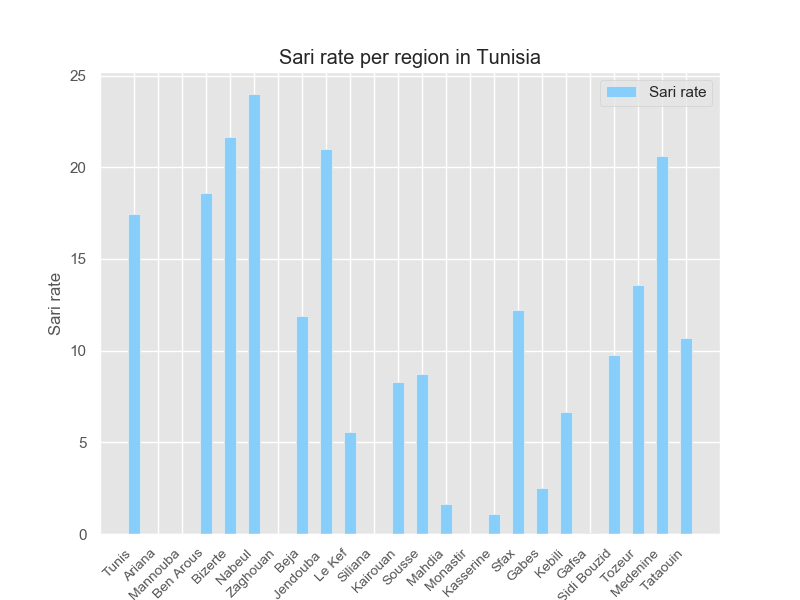 Sari rate per region in Tunisia
Sari rate
25
20
15
10
5
0
Sari rate
Tunis
Ariana
Mannouba
Ben Arous
Bizerte
Nabeul
Zaghouan
Beja
Jendouba
Le Kef
Siliana
Kairouan
Sousse
Mahdia
Monastir
Kasserine
Sfax
Gabes
Kebili
Gafsa
Sidi Bouzid
Tozeur
Medenine
Tataouin